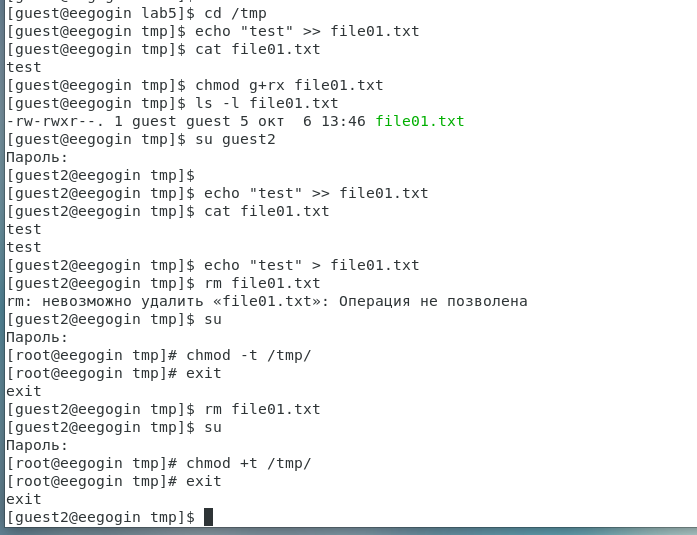 [guest@eegogin lab5]$ cd /tmp
[guest@eegogin tmp]$ echo "test" >> file01.txt
[guest@eegogin tmp]$ cat file01.txt
test
[guest@eegogin tmp]$ chmod g+rx file01.txt
[guest@eegogin tmp]$ ls -l file01.txt
-rw-rwxr--. 1 guest guest 5 окт  6 13:46 file01.txt
[guest@eegogin tmp]$ su guest2
Пароль:
[guest2@eegogin tmp]$
[guest2@eegogin tmp]$ echo "test" >> file01.txt
[guest2@eegogin tmp]$ cat file01.txt
test
test
[guest2@eegogin tmp]$ echo "test" > file01.txt
[guest2@eegogin tmp]$ rm file01.txt
rm: невозможно удалить «file01.txt»: Операция не позволена
[guest2@eegogin tmp]$ su
Пароль:
[root@eegogin tmp]# chmod -t /tmp/
[root@eegogin tmp]# exit
exit
[guest2@eegogin tmp]$ rm file01.txt
[guest2@eegogin tmp]$ su
Пароль:
[root@eegogin tmp]# chmod +t /tmp/
[root@eegogin tmp]# exit
exit
[guest2@eegogin tmp]$